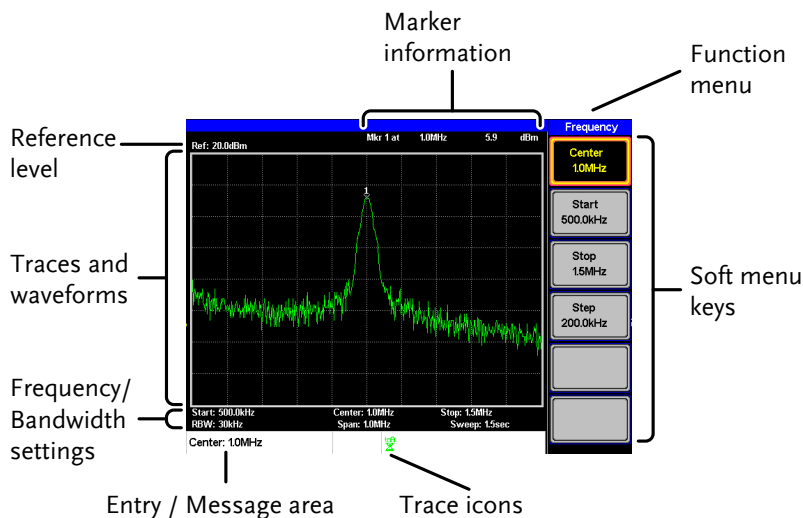 Marker
information
Function
menu
Reference
level
Traces and
waveforms
Frequency/
Bandwidth
settings
Entry / Message area
Trace icons
Soft menu
keys
Mkr 1 at 1.0MHz 5.9 dBm
Ref: 20.0dBm
1
Start: 500.0kHz Center: 1.0MHz Stop: 1.5MHz
RBW: 30kHz Span: 1.0MHz Sweep: 1.5sec
Center: 1.0MHz
Frequency
Center
1.0MHz
Start
500.0kHz
Stop
1.5MHz
Step
200.0kHz